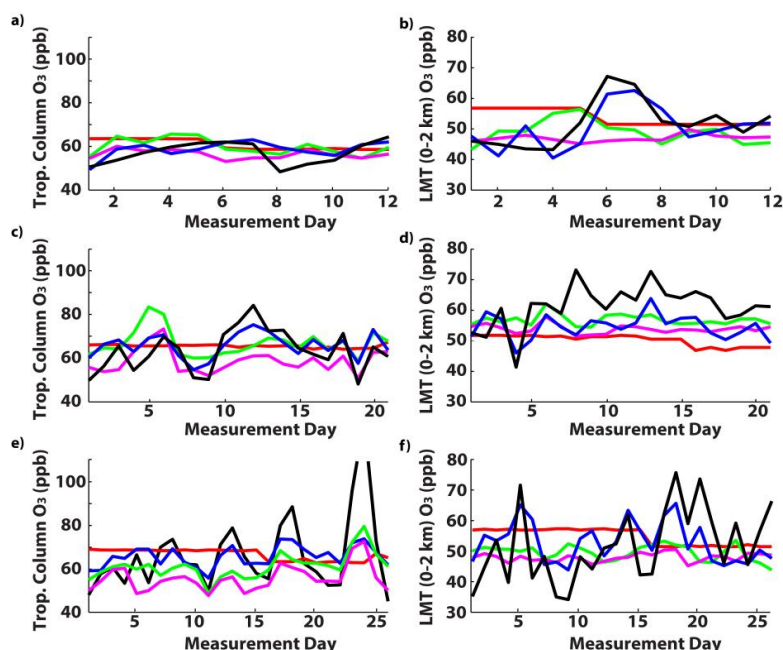 a)
Trop. Column O₃ (ppb)
100
80
60
40
2 4 6 8 10 12
Measurement Day
b)
LMT (0-2 km) O₃ (ppb)
80
70
60
50
40
30
2 4 6 8 10 12
Measurement Day
c)
Trop. Column O₃ (ppb)
100
80
60
40
5 10 15 20
Measurement Day
d)
LMT (0-2 km) O₃ (ppb)
80
70
60
50
40
30
5 10 15 20
Measurement Day
e)
Trop. Column O₃ (ppb)
100
80
60
40
5 10 15 20 25
Measurement Day
f)
LMT (0-2 km) O₃ (ppb)
80
70
60
50
40
30
5 10 15 20 25
Measurement Day